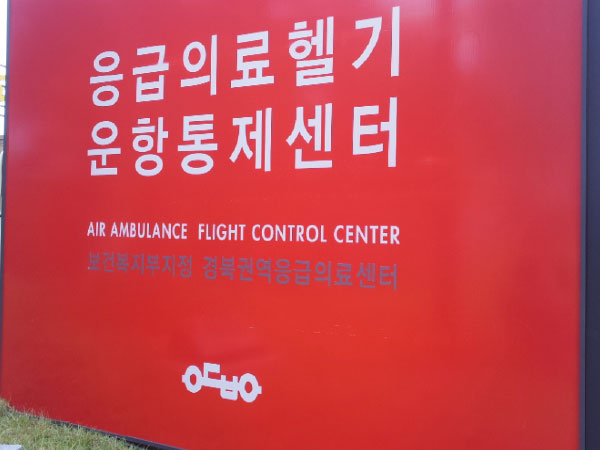 응급의료헬기
운항통제센터
AIR AMBULANCE FLIGHT CONTROL CENTER
보건복지부지정 경북권역응급의료센터